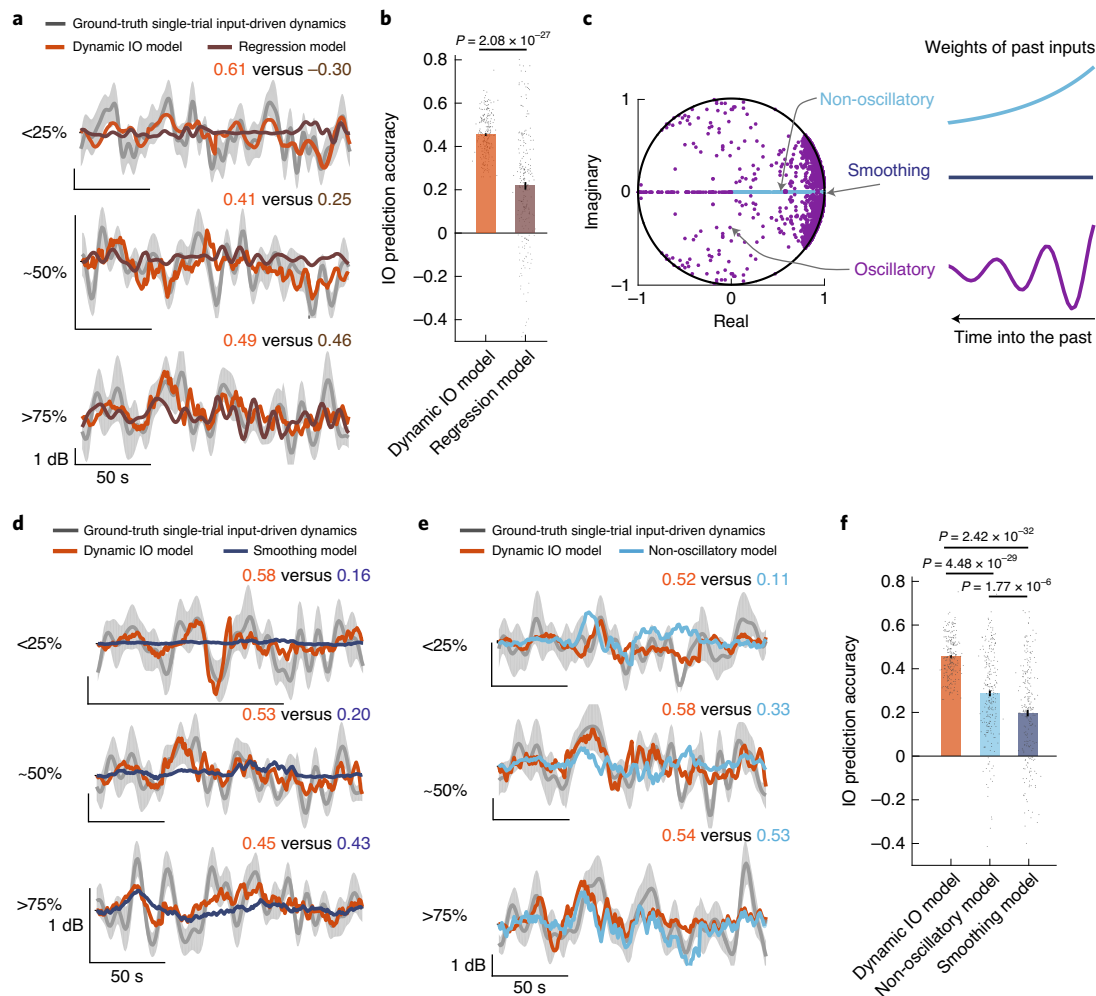 a
Ground-truth single-trial input-driven dynamics
Dynamic IO model Regression model
0.61 versus −0.30
<25%
0.41 versus 0.25
~50%
0.49 versus 0.46
>75%
1 dB
50 s
b
P = 2.08 × 10−27
0.8
0.6
0.4
0.2
0
−0.2
−0.4
IO prediction accuracy
Dynamic IO model
Regression model
c
Weights of past inputs
1
0
−1
Imaginary
−1 0 1
Real
Non-oscillatory
Smoothing
Oscillatory
Time into the past
d
Ground-truth single-trial input-driven dynamics
Dynamic IO model Smoothing model
0.58 versus 0.16
<25%
0.53 versus 0.20
~50%
0.45 versus 0.43
>75%
1 dB
50 s
e
Ground-truth single-trial input-driven dynamics
Dynamic IO model Non-oscillatory model
0.52 versus 0.11
<25%
0.58 versus 0.33
~50%
0.54 versus 0.53
>75%
1 dB
50 s
f
P = 2.42 × 10−32
P = 4.48 × 10−29
P = 1.77 × 10−6
0.8
0.6
0.4
0.2
0
−0.2
−0.4
IO prediction accuracy
Dynamic IO model
Non-oscillatory model
Smoothing model